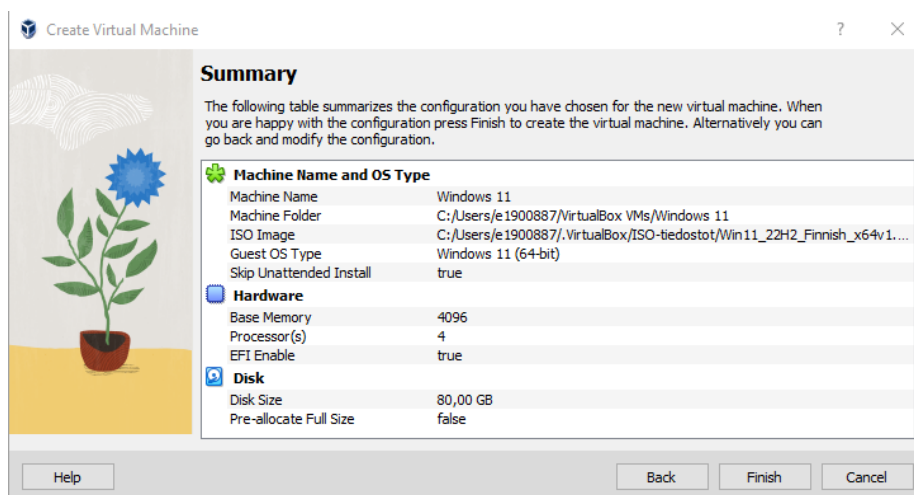 Create Virtual Machine
Summary
The following table summarizes the configuration you have chosen for the new virtual machine. When
you are happy with the configuration press Finish to create the virtual machine. Alternatively you can
go back and modify the configuration.
Machine Name and OS Type
Machine Name Windows 11
Machine Folder C:/Users/e1900887/VirtualBox VMs/Windows 11
ISO Image C:/Users/e1900887/.VirtualBox/ISO-tiedostot/Win11_22H2_Finnish_x64v1....
Guest OS Type Windows 11 (64-bit)
Skip Unattended Install true
Hardware
Base Memory 4096
Processor(s) 4
EFI Enable true
Disk
Disk Size 80,00 GB
Pre-allocate Full Size false
Help Back Finish Cancel